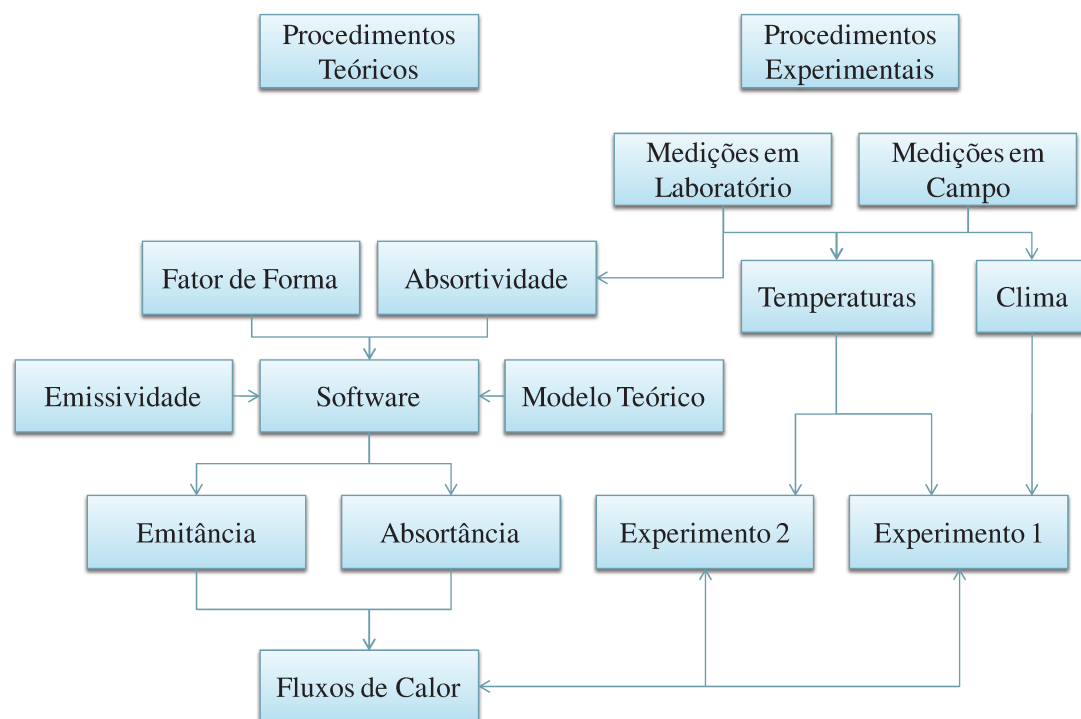 Procedimentos
Teóricos
Procedimentos
Experimentais
Medições em
Laboratório
Medições em
Campo
Fator de Forma
Absortividade
Temperaturas
Clima
Emissividade
Software
Modelo Teórico
Emitância
Absortância
Experimento 2
Experimento 1
Fluxos de Calor